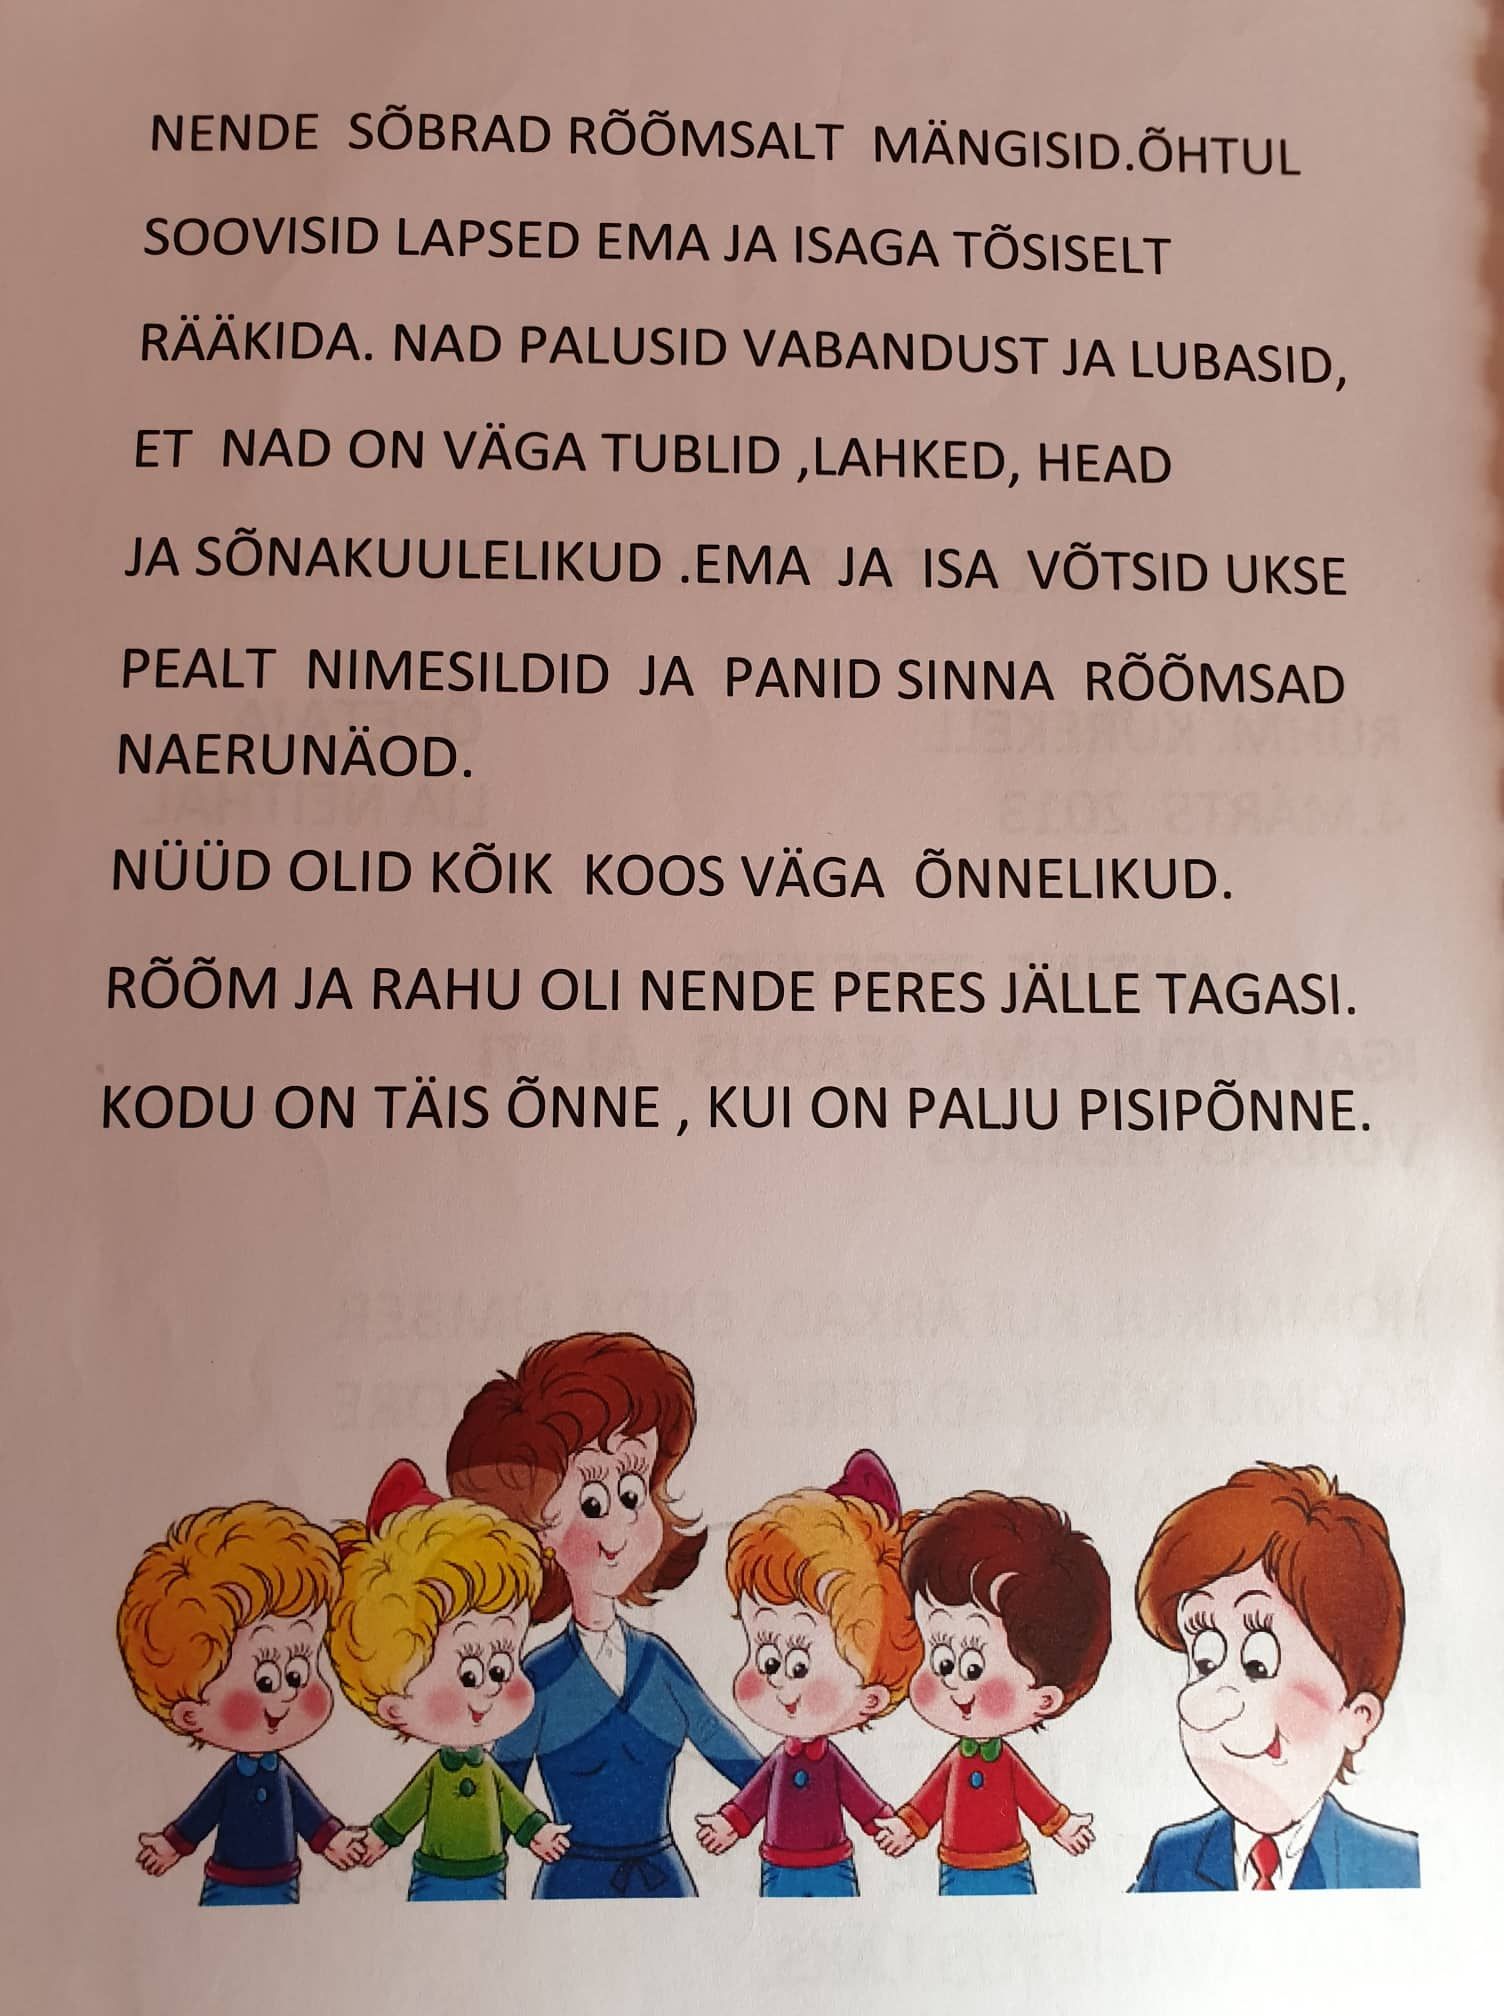 NENDE SÕBRAD RÕÕMSALT MÄNGISID.ÕHTUL
SOOVISID LAPSED EMA JA ISAGA TÕSISELT
RÄÄKIDA. NAD PALUSID VABANDUST JA LUBASID,
ET NAD ON VÄGA TUBLID ,LAHKED, HEAD
JA SÕNAKUULELIKUD .EMA JA ISA VÕTSID UKSE
PEALT NIMESILDID JA PANID SINNA RÕÕMSAD
NAERUNÄOD.
NÜÜD OLID KÕIK KOOS VÄGA ÕNNELIKUD.
RÕÕM JA RAHU OLI NENDE PERES JÄLLE TAGASI.
KODU ON TÄIS ÕNNE , KUI ON PALJU PISIPÕNNE.